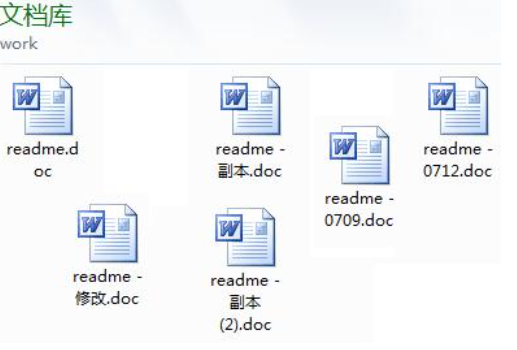 文档库
work
readme.d
oc
readme -
副本.doc
readme -
0709.doc
readme -
0712.doc
readme -
修改.doc
readme -
副本
(2).doc